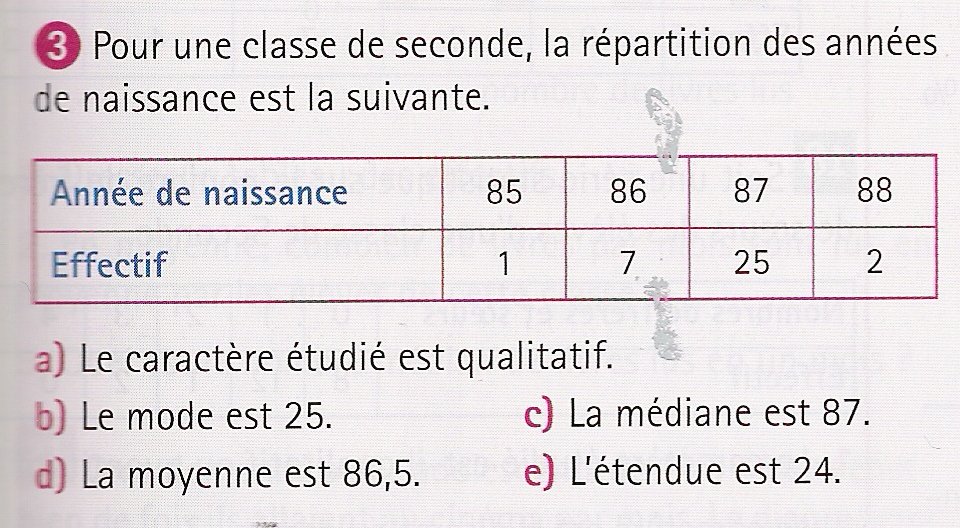 3 Pour une classe de seconde, la répartition des années
de naissance est la suivante.
Année de naissance 85 86 87 88
Effectif 1 7 25 2
a) Le caractère étudié est qualitatif.
b) Le mode est 25. c) La médiane est 87.
d) La moyenne est 86,5. e) L'étendue est 24.